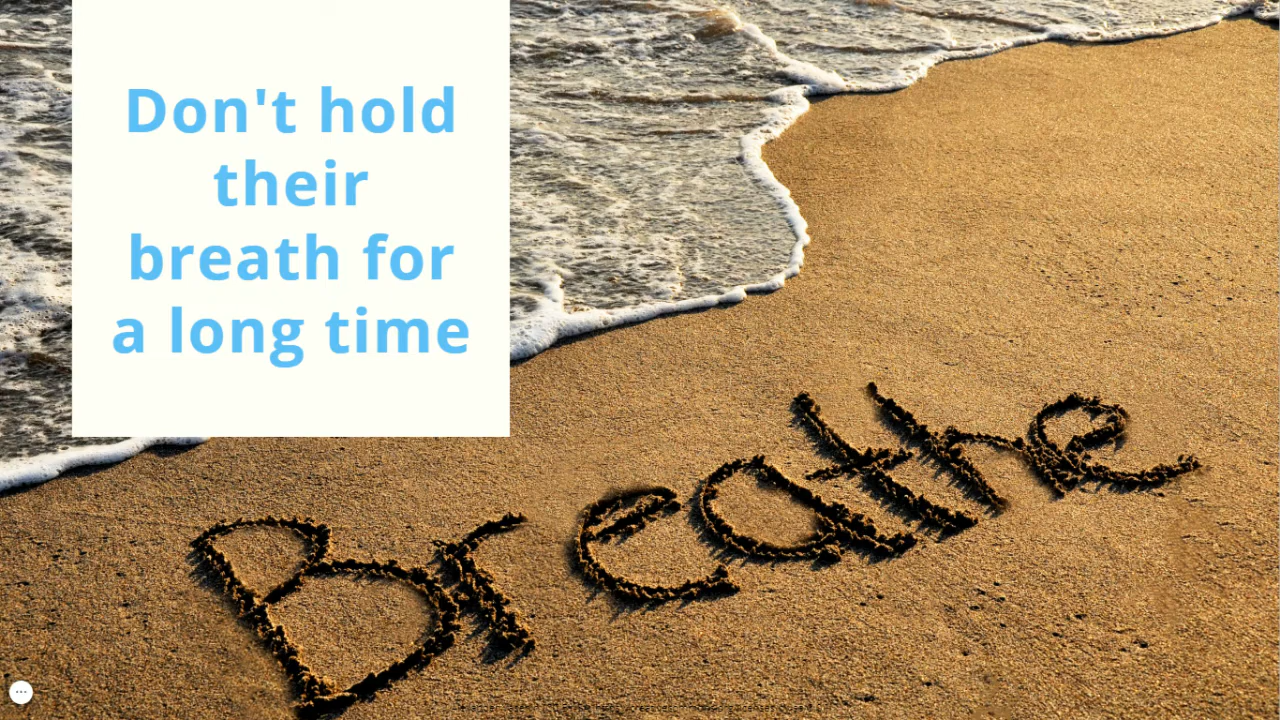 Don't hold
their
breath for
a long time
Breathe